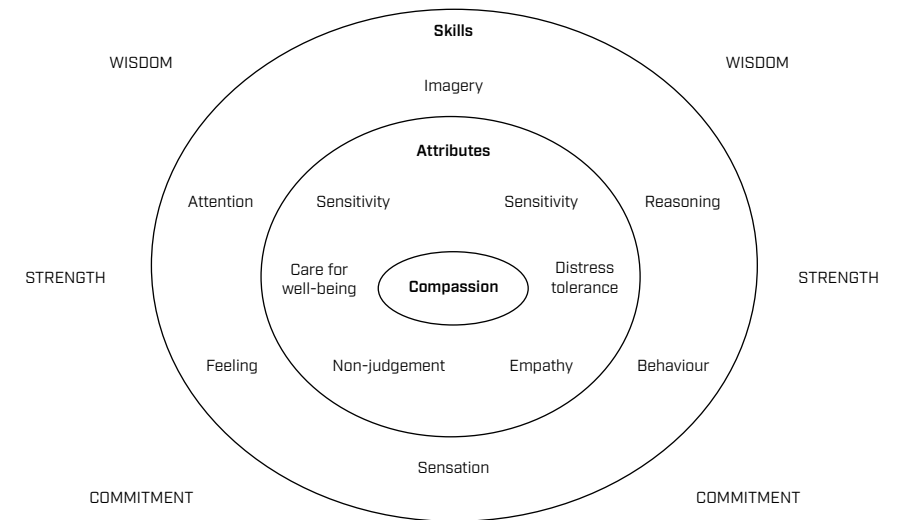 Skills
WISDOM
WISDOM
Imagery
Attributes
Attention
Sensitivity
Sensitivity
Reasoning
Care for
well-being
Compassion
Distress
tolerance
STRENGTH
STRENGTH
Feeling
Non-judgement
Empathy
Behaviour
Sensation
COMMITMENT
COMMITMENT